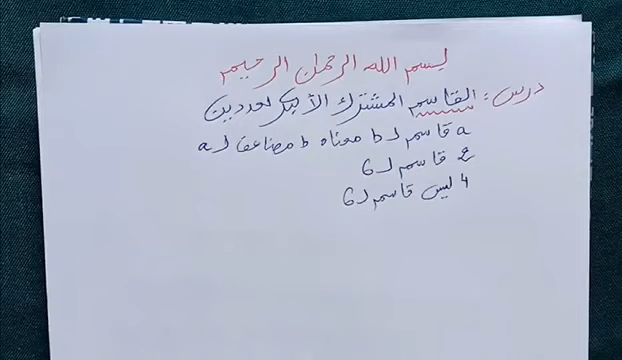 بسم الله الرحمان الرحيم
درس: القاسم المشترك الأكبر لعددين
a قاسم لـ b معناه b مضاعف لـ a
2 قاسم لـ 6
4 ليس قاسم لـ 6